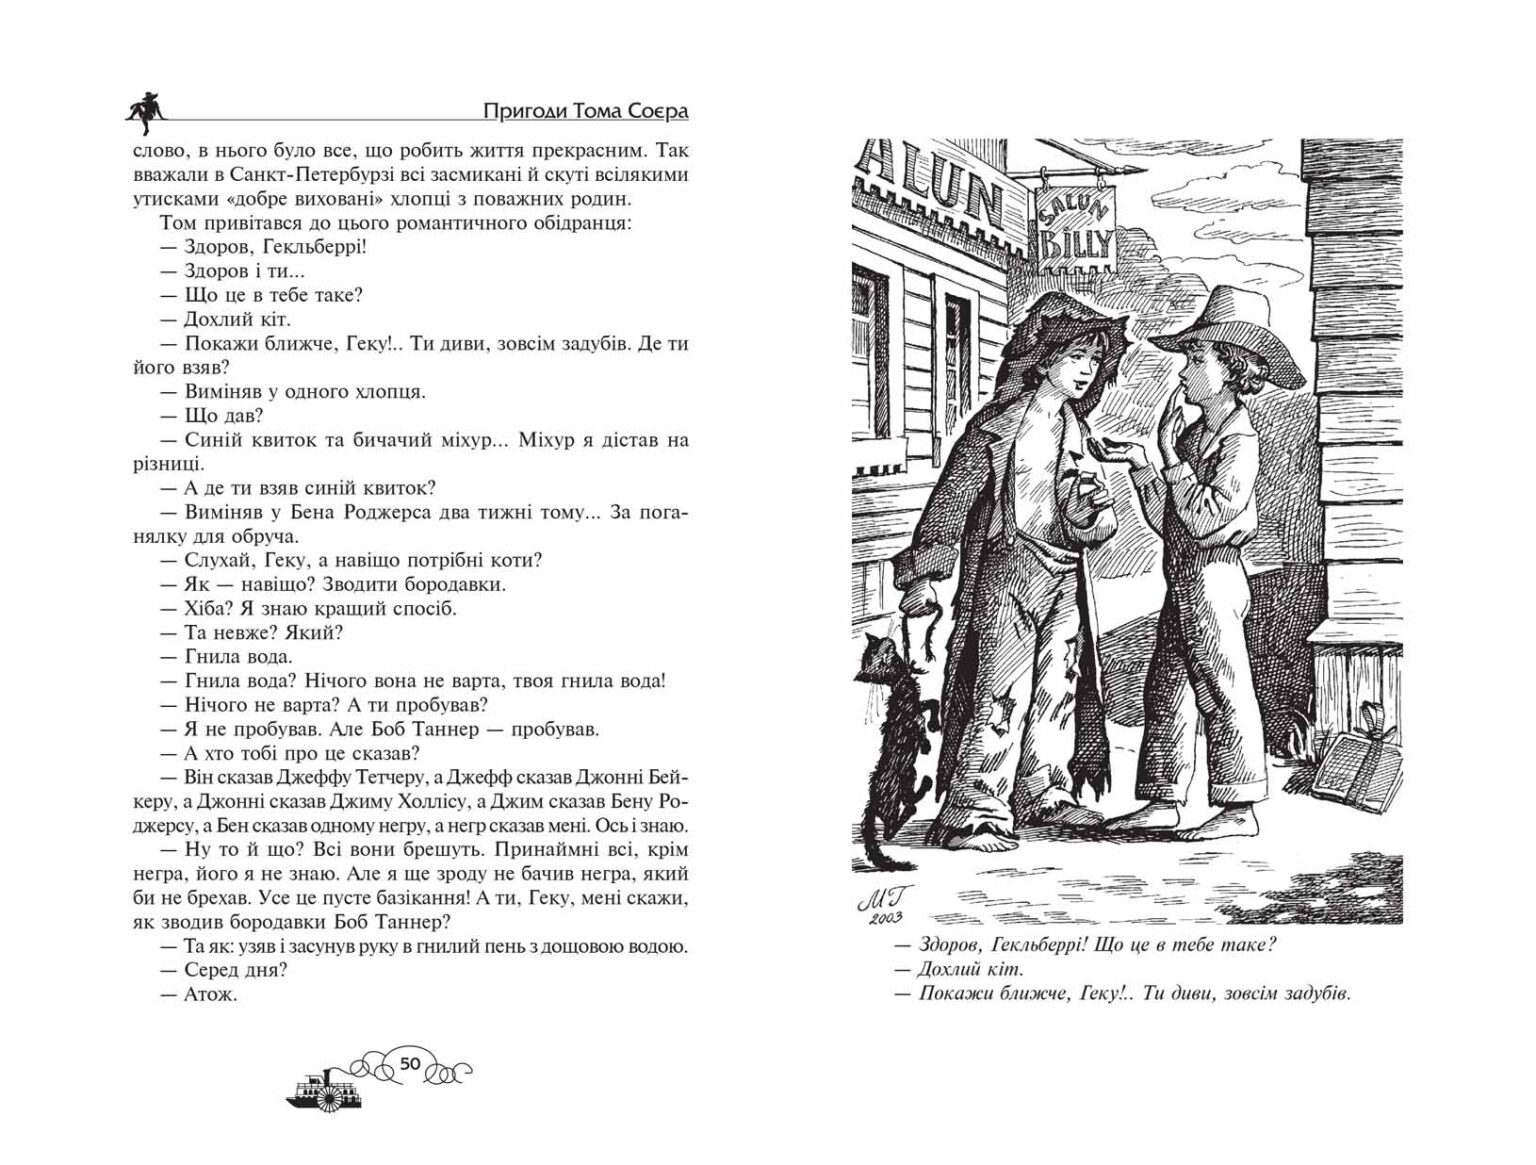 Пригоди Тома Соєра
слово, в нього було все, що робить життя прекрасним. Так
вважали в Санкт-Петербурзі всі засмикані й скуті всілякими
утисками «добре виховані» хлопці з поважних родин.
Том привітався до цього романтичного обідранця:
— Здоров, Гекльберрі!
— Здоров і ти...
— Що це в тебе таке?
— Дохлий кіт.
— Покажи ближче, Геку!.. Ти диви, зовсім задубів. Де ти
його взяв?
— Виміняв у одного хлопця.
— Що дав?
— Синій квиток та бичачий міхур... Міхур я дістав на
різниці.
— А де ти взяв синій квиток?
— Виміняв у Бена Роджерса два тижні тому... За пога-
нялку для обруча.
— Слухай, Геку, а навіщо потрібні коти?
— Як — навіщо? Зводити бородавки.
— Хіба? Я знаю кращий спосіб.
— Та невже? Який?
— Гнила вода.
— Гнила вода? Нічого вона не варта, твоя гнила вода!
— Нічого не варта? А ти пробував?
— Я не пробував. Але Боб Таннер — пробував.
— А хто тобі про це сказав?
— Він сказав Джеффу Тетчеру, а Джефф сказав Джонні Бей-
керу, а Джонні сказав Джиму Холлісу, а Джим сказав Бену Ро-
джерсу, а Бен сказав одному негру, а негр сказав мені. Ось і знаю.
— Ну то й що? Всі вони брешуть. Принаймні всі, крім
негра, його я не знаю. Але я ще зроду не бачив негра, який
би не брехав. Усе це пусте базікання! А ти, Геку, мені скажи,
як зводив бородавки Боб Таннер?
— Та як: узяв і засунув руку в гнилий пень з дощовою водою.
— Серед дня?
— Атож.
50
ALUN
SALUN
BILLY
МГ
2003
— Здоров, Гекльберрі! Що це в тебе таке?
— Дохлий кіт.
— Покажи ближче, Геку!.. Ти диви, зовсім задубів.